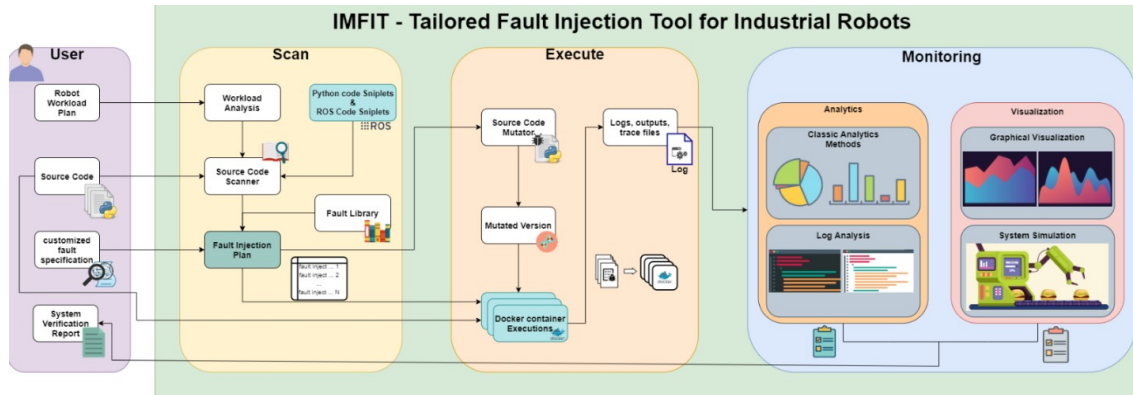 IMFIT - Tailored Fault Injection Tool for Industrial Robots
User
Robot
Workload
Plan
Source Code
customized
fault
specification
System
Verification
Report
Scan
Workload
Analysis
Python code Sniplets
&
ROS Code Sniplets
ROS
Source Code
Scanner
Fault Library
Fault Injection
Plan
fault inject ... 1
fault inject ... 2
...
fault inject ... N
Execute
Source Code
Mutator
Logs, outputs,
trace files
Log
Mutated Version
docker
Docker container
Executions
docker
Monitoring
Analytics
Classic Analytics
Methods
Log Analysis
Visualization
Graphical Visualization
System Simulation